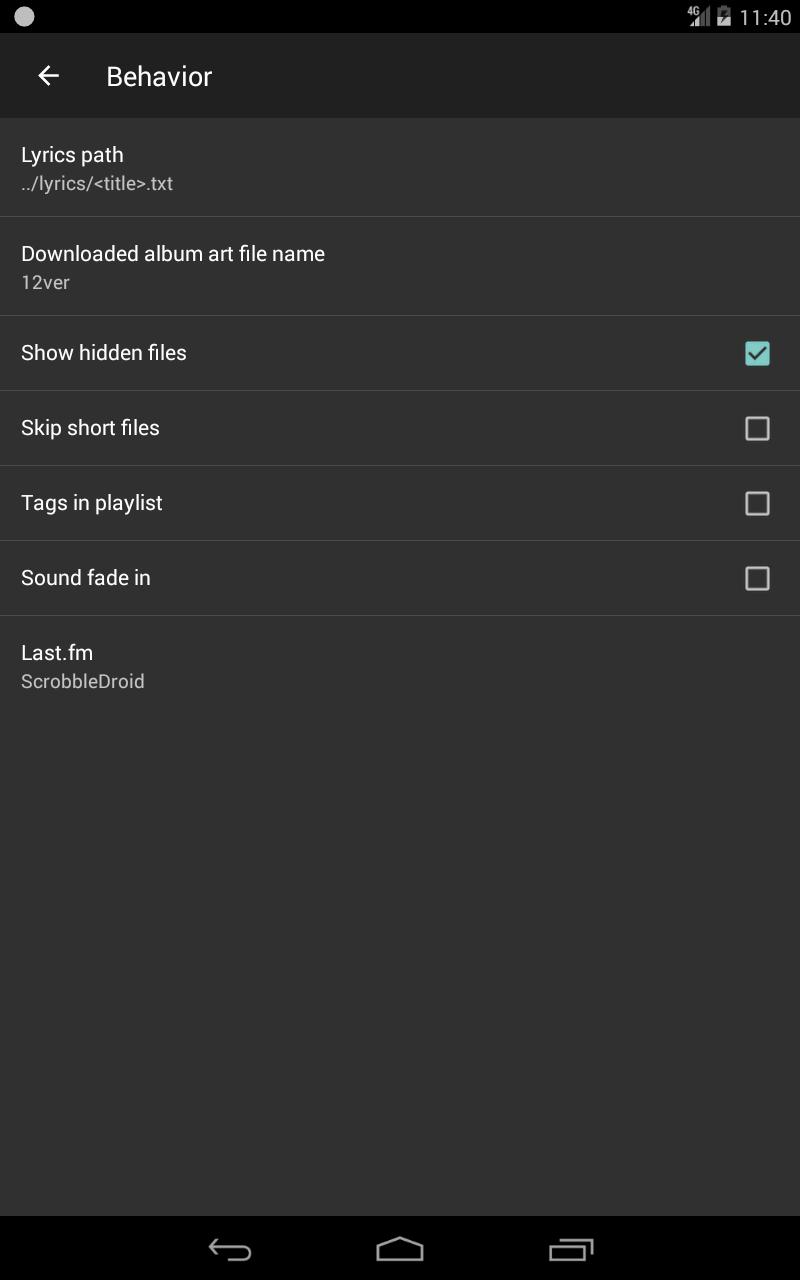 4G 11:40
Behavior
Lyrics path
../lyrics/<title>.txt
Downloaded album art file name
12ver
Show hidden files
Skip short files
Tags in playlist
Sound fade in
Last.fm
ScrobbleDroid